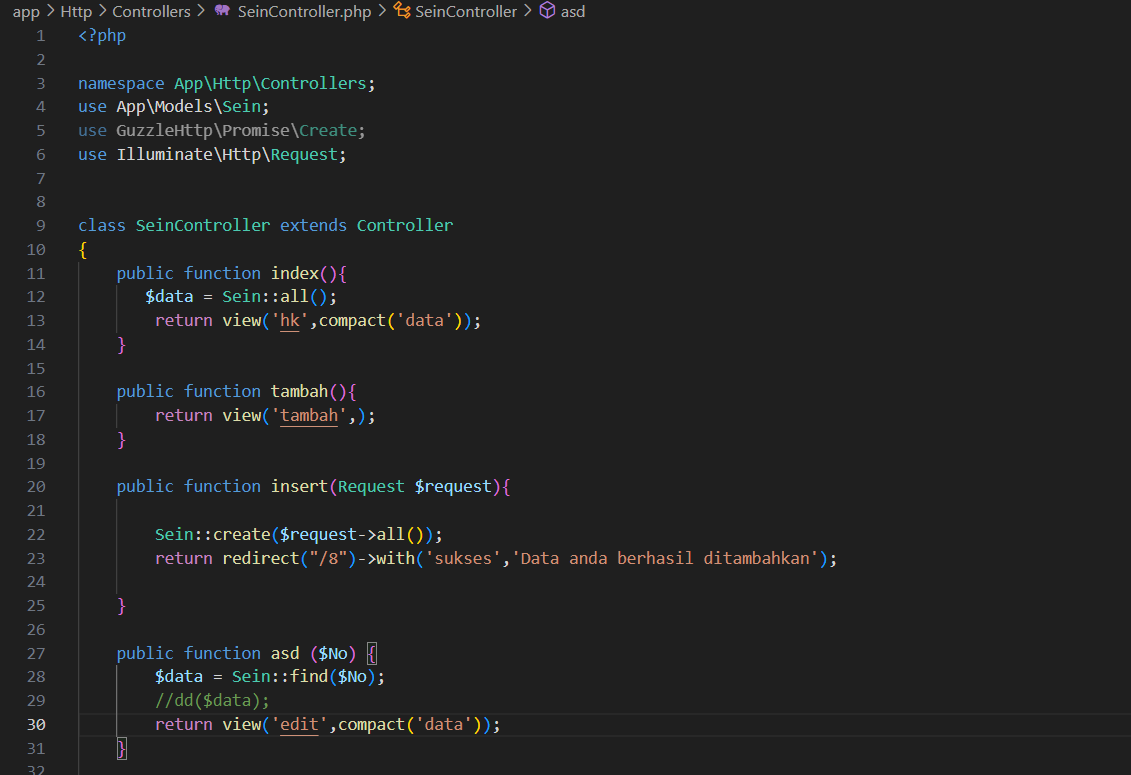 app > Http > Controllers > SeinController.php > SeinController > asd
1 <?php
2
3 namespace App\Http\Controllers;
4 use App\Models\Sein;
5 use GuzzleHttp\Promise\Create;
6 use Illuminate\Http\Request;
7
8
9 class SeinController extends Controller
10 {
11     public function index(){
12        $data = Sein::all();
13         return view('hk',compact('data'));
14     }
15
16     public function tambah(){
17         return view('tambah',);
18     }
19
20     public function insert(Request $request){
21
22         Sein::create($request->all());
23         return redirect("/8")->with('sukses','Data anda berhasil ditambahkan');
24
25     }
26
27     public function asd ($No) {
28         $data = Sein::find($No);
29         //dd($data);
30         return view('edit',compact('data'));
31     }
32